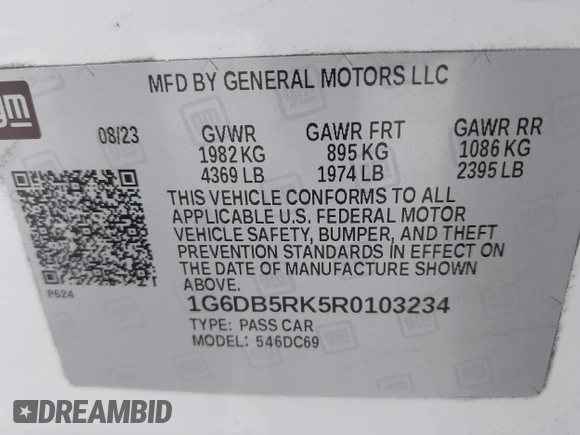 gm
MFD BY GENERAL MOTORS LLC
08/23 GVWR GAWR FRT GAWR RR
1982 KG 895 KG 1086 KG
4369 LB 1974 LB 2395 LB
THIS VEHICLE CONFORMS TO ALL
APPLICABLE U.S. FEDERAL MOTOR
VEHICLE SAFETY, BUMPER, AND THEFT
PREVENTION STANDARDS IN EFFECT ON
THE DATE OF MANUFACTURE SHOWN
ABOVE.
P624
1G6DB5RK5R0103234
TYPE: PASS CAR
MODEL: 546DC69
DREAMBID